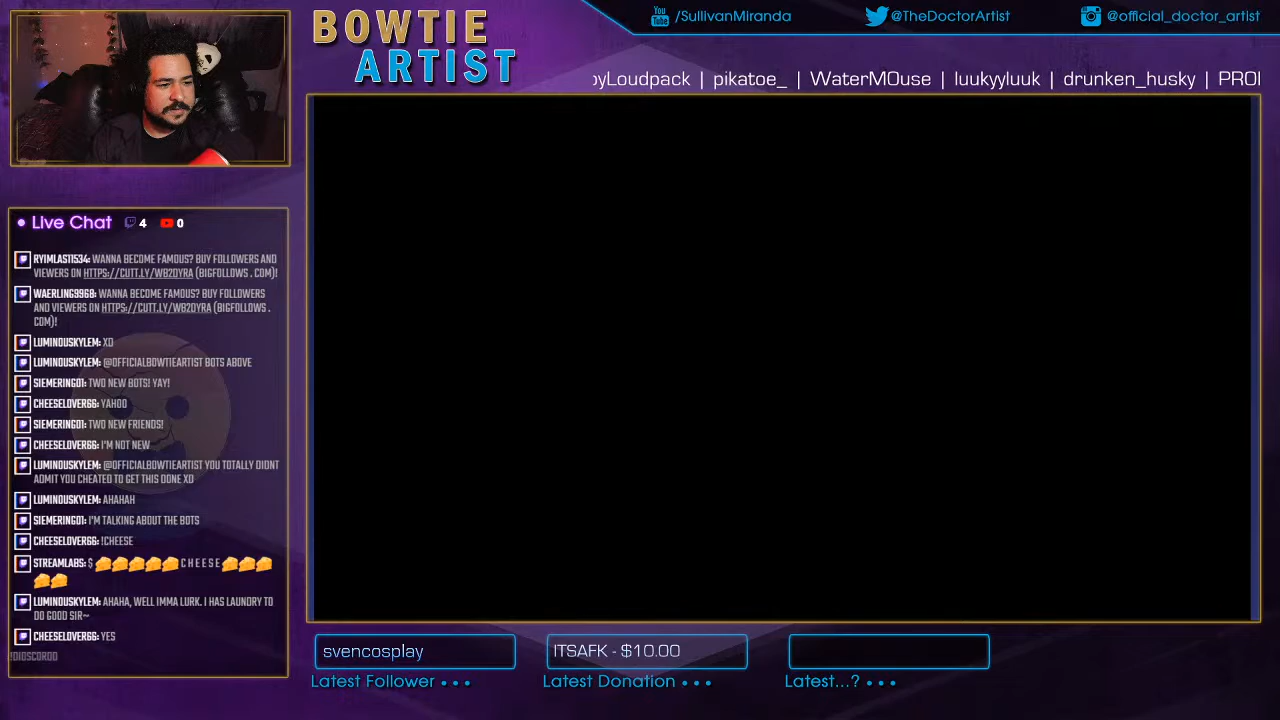 BOWTIE
ARTIST
/SullivanMiranda
@TheDoctorArtist
@official_doctor_artist
oyLoudpack | pikatoe_ | WaterM0use | luukyyluuk | drunken_husky | PROI
Live Chat 4 0
RYIMLAST1534: WANNA BECOME FAMOUS? BUY FOLLOWERS AND
VIEWERS ON HTTPS://CUTT.LY/WB2DYRA (BIGFOLLOWS . COM)!
WAERLING9968: WANNA BECOME FAMOUS? BUY FOLLOWERS
AND VIEWERS ON HTTPS://CUTT.LY/WB2DYRA (BIGFOLLOWS .
COM)!
LUMINOUSKYLEM: XD
LUMINOUSKYLEM: @OFFICIALBOWTIEARTIST BOTS ABOVE
SIEMERING01: TWO NEW BOTS! YAY!
CHEESELOVER66: YAHOO
SIEMERING01: TWO NEW FRIENDS!
CHEESELOVER66: I'M NOT NEW
LUMINOUSKYLEM: @OFFICIALBOWTIEARTIST YOU TOTALLY DIDNT
ADMIT YOU CHEATED TO GET THIS DONE XD
LUMINOUSKYLEM: AHAHAH
SIEMERING01: I'M TALKING ABOUT THE BOTS
CHEESELOVER66: !CHEESE
STREAMLABS: $ C H E E S E
LUMINOUSKYLEM: AHAHA, WELL IMMA LURK. I HAS LAUNDRY TO
DO GOOD SIR~
CHEESELOVER66: YES
svencosplay
Latest Follower • • •
ITSAFK - $10.00
Latest Donation • • •
Latest...? • • •